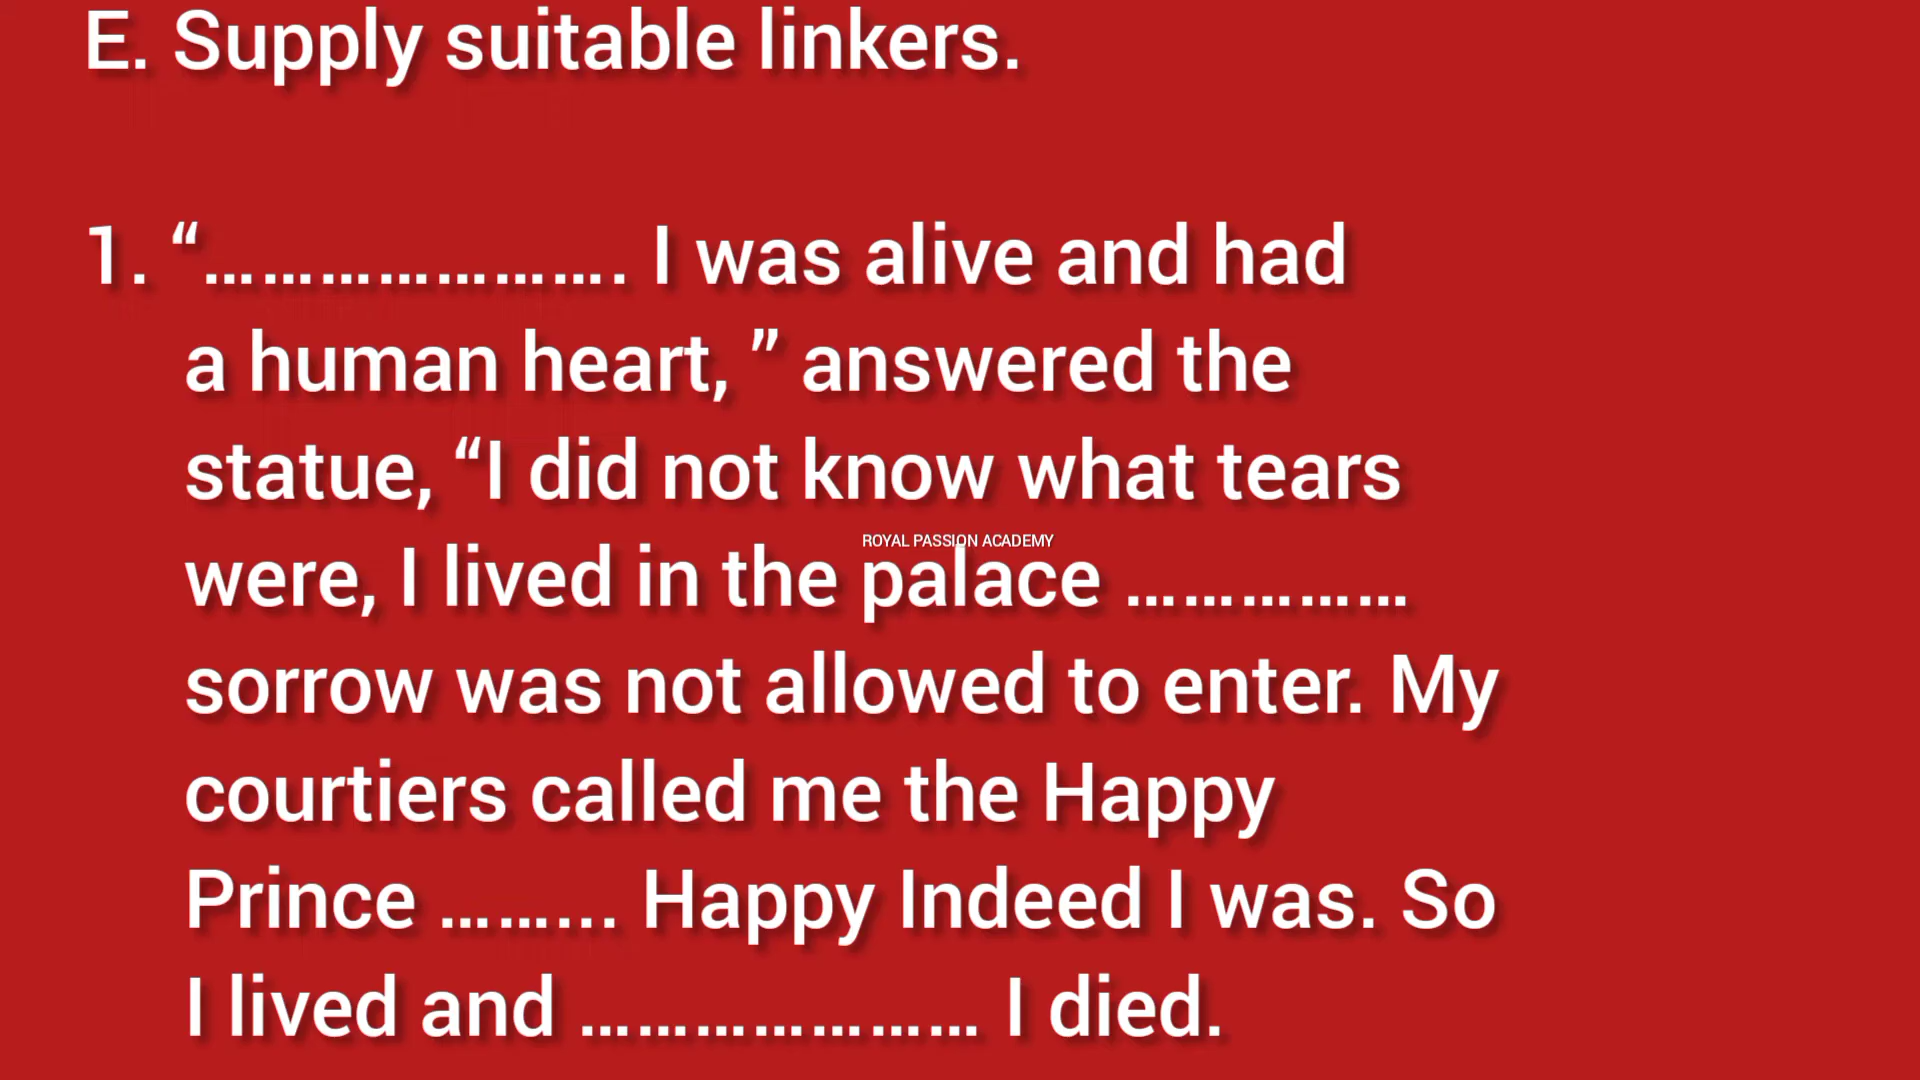 E. Supply suitable linkers.
1. “…………………. I was alive and had
a human heart, ” answered the
statue, “I did not know what tears
ROYAL PASSION ACADEMY
were, I lived in the palace ……………
sorrow was not allowed to enter. My
courtiers called me the Happy
Prince ……... Happy Indeed I was. So
I lived and ………………… I died.